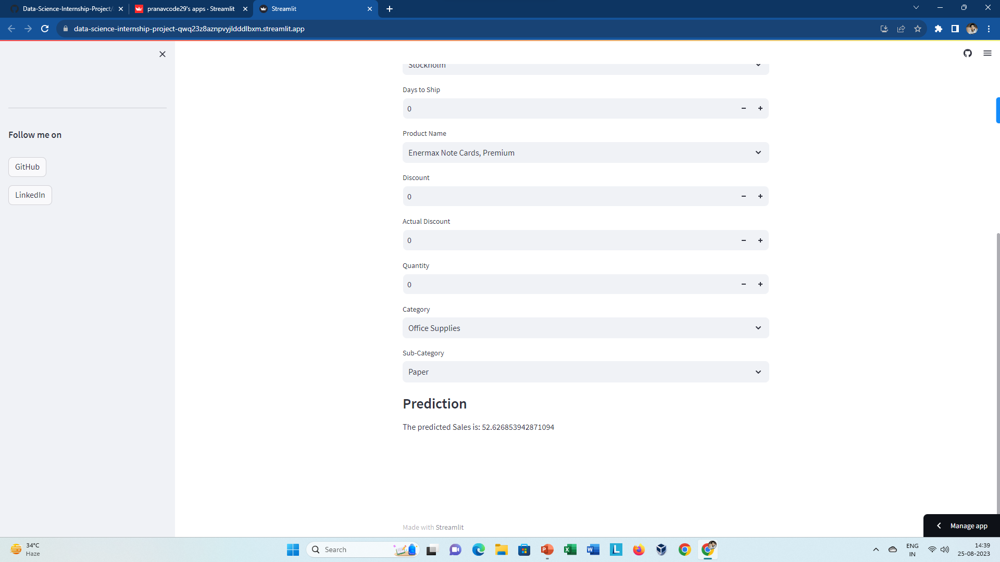 Data-Science-Internship-Project/
pranavcode29's apps · Streamlit
Streamlit
data-science-internship-project-qwq23z8aznpvyjldddlbxm.streamlit.app
Follow me on
GitHub
LinkedIn
Stockholm
Days to Ship
0
Product Name
Enermax Note Cards, Premium
Discount
0
Actual Discount
0
Quantity
0
Category
Office Supplies
Sub-Category
Paper
Prediction
The predicted Sales is: 52.626853942871094
Made with Streamlit
Manage app
34°C
Haze
Search
ENG
IN
14:39
25-08-2023